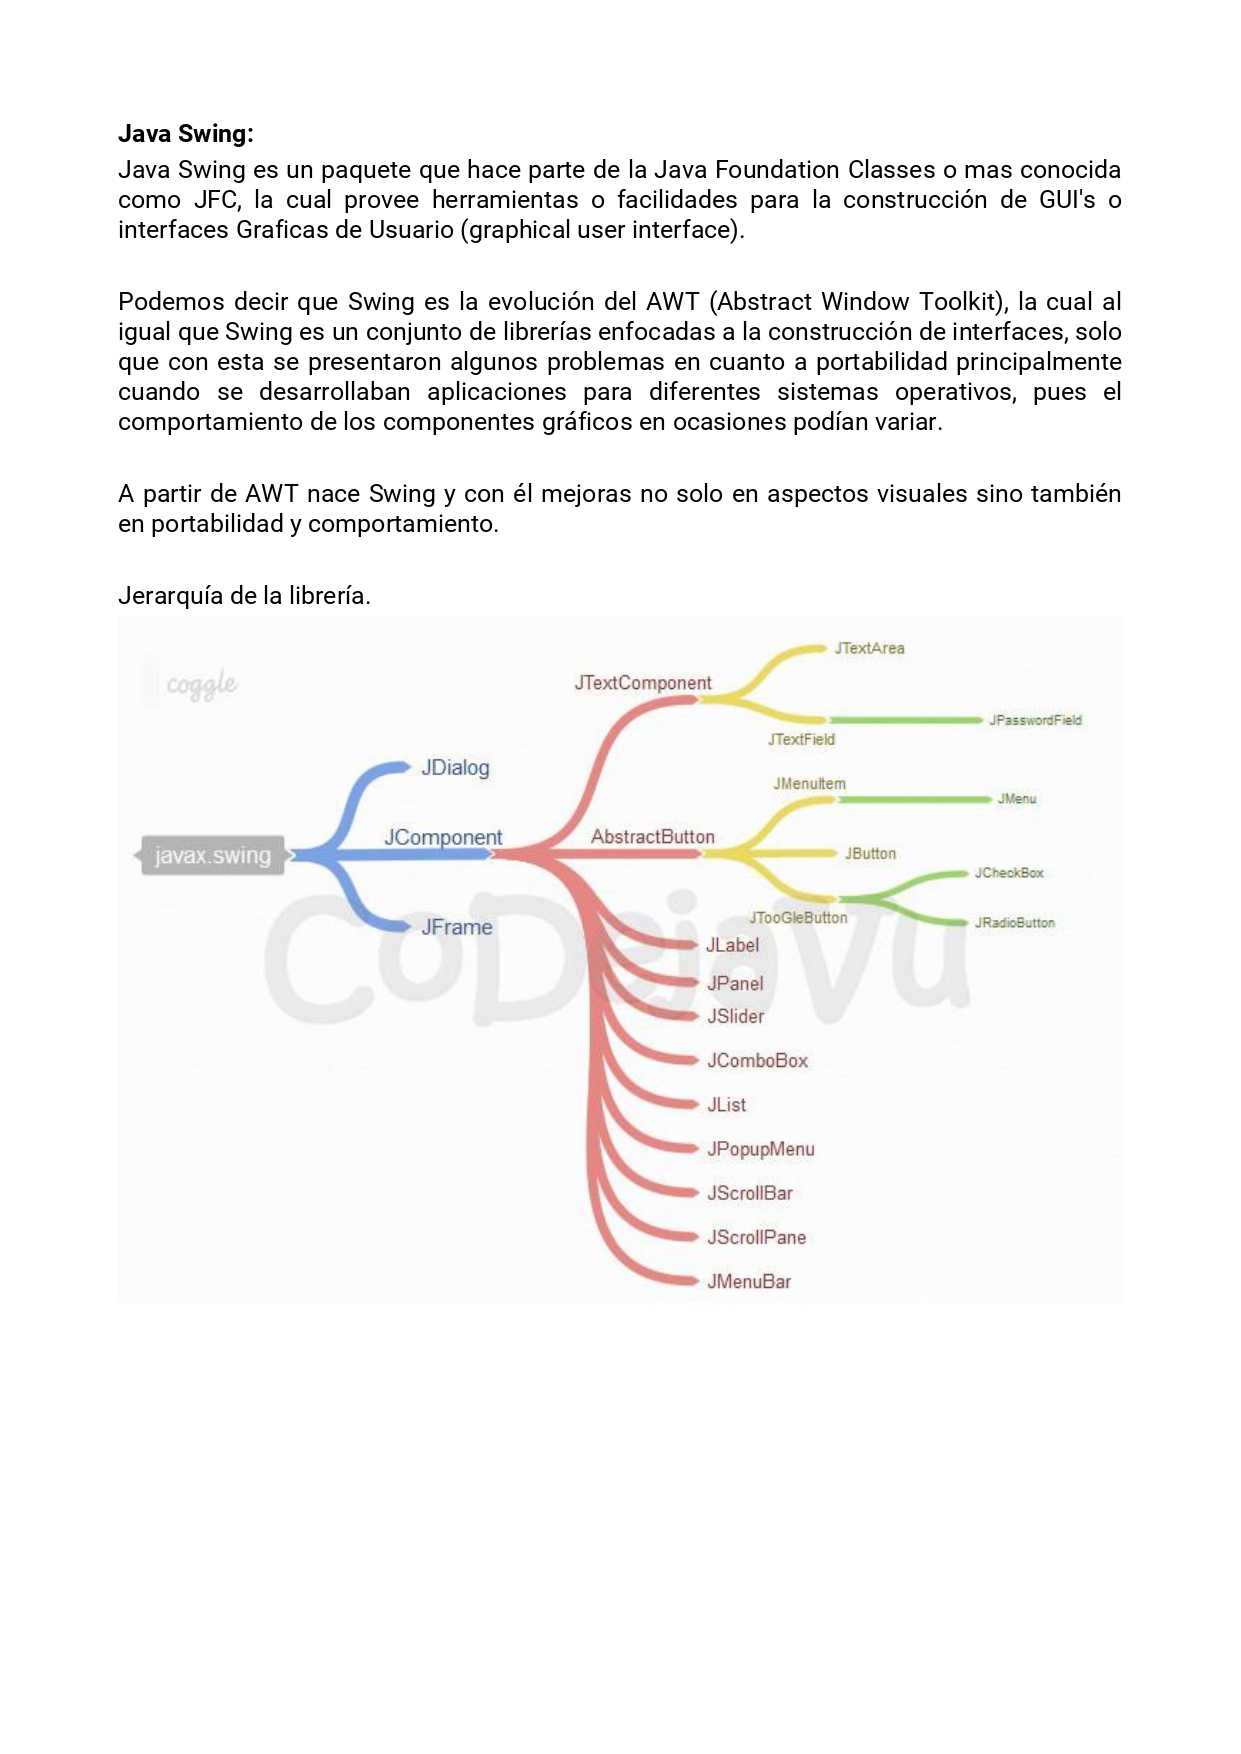 Java Swing:
Java Swing es un paquete que hace parte de la Java Foundation Classes o mas conocida
como JFC, la cual provee herramientas o facilidades para la construcción de GUI's o
interfaces Graficas de Usuario (graphical user interface).
Podemos decir que Swing es la evolución del AWT (Abstract Window Toolkit), la cual al
igual que Swing es un conjunto de librerías enfocadas a la construcción de interfaces, solo
que con esta se presentaron algunos problemas en cuanto a portabilidad principalmente
cuando se desarrollaban aplicaciones para diferentes sistemas operativos, pues el
comportamiento de los componentes gráficos en ocasiones podían variar.
A partir de AWT nace Swing y con él mejoras no solo en aspectos visuales sino también
en portabilidad y comportamiento.
Jerarquía de la librería.
coggle
javax.swing
JDialog
JComponent
JFrame
JTextComponent
JTextArea
JTextField
JPasswordField
AbstractButton
JMenuItem
JMenu
JButton
JTooGleButton
JCheckBox
JRadioButton
JLabel
JPanel
JSlider
JComboBox
JList
JPopupMenu
JScrollBar
JScrollPane
JMenuBar
CoDejaVu